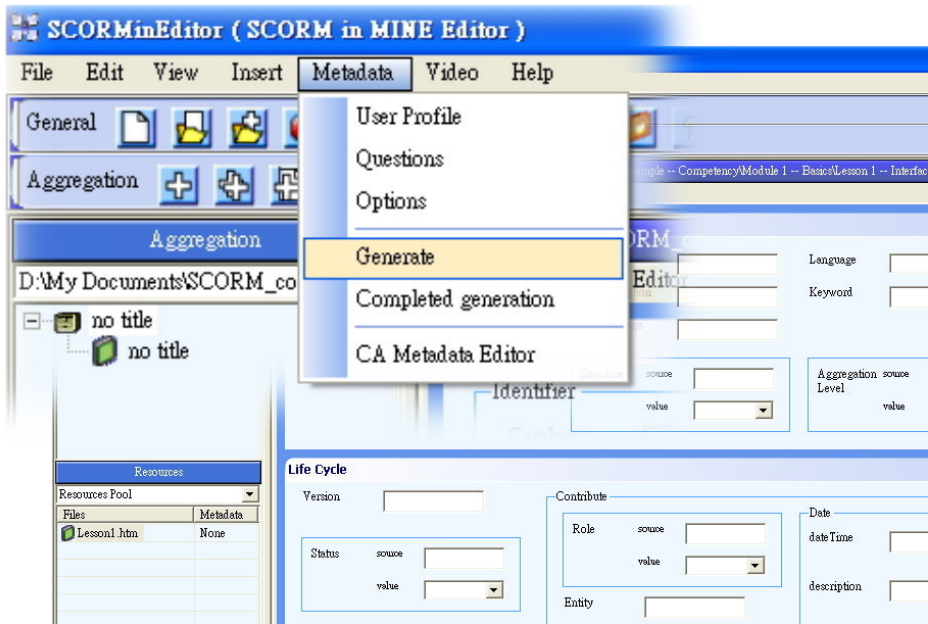 SCORMinEditor ( SCORM in MINE Editor )
File Edit View Insert Metadata Video Help
General
Aggregation
User Profile
Questions
Options
Generate
Completed generation
CA Metadata Editor
-- Competency\Module 1 -- Basics\Lesson 1 -- Interfac
Aggregation
D:\My Documents\SCORM_co
no title
no title
Editor
Language
Keyword
Identifier
source
value
Aggregation Level
source
value
Resources
Resources Pool
Files Metadata
Lesson1.htm None
Life Cycle
Version
Status source
value
Contribute
Role source
value
Entity
Date
dateTime
description